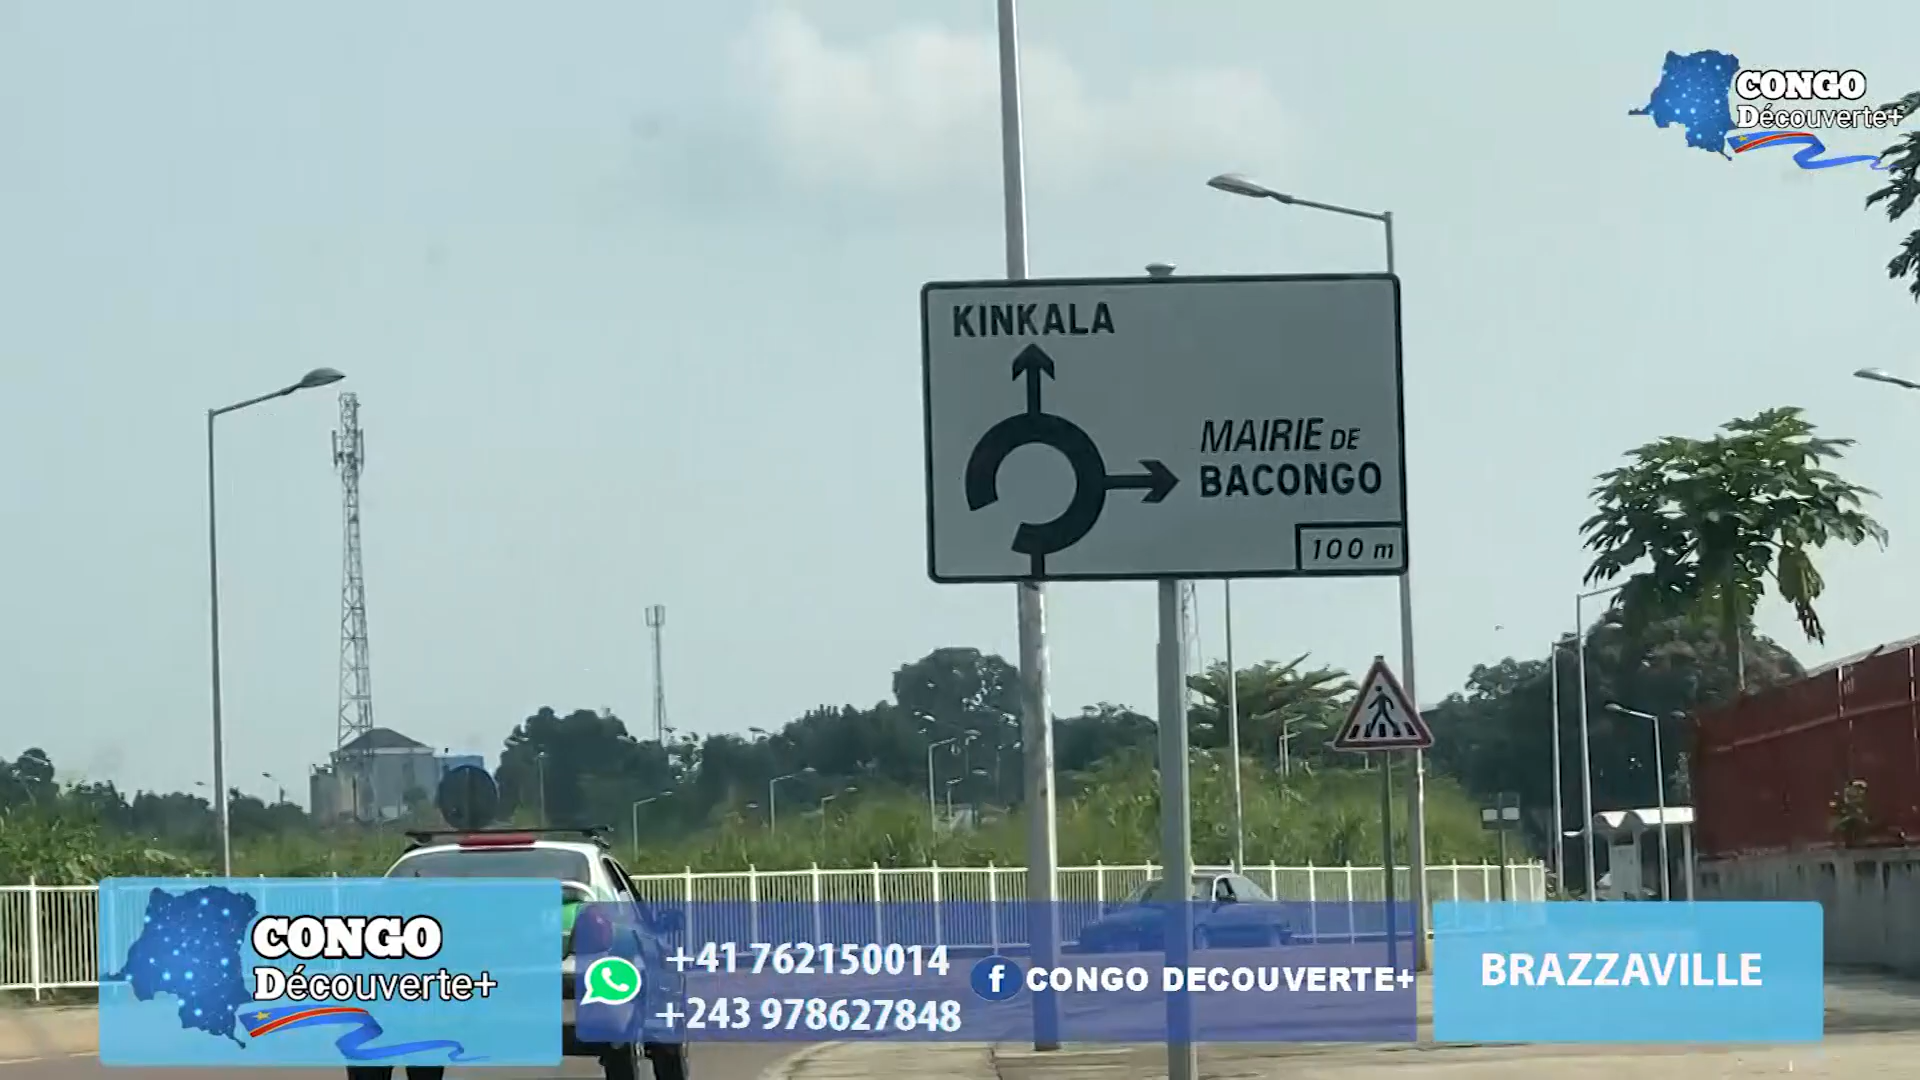 CONGO
Découverte+
KINKALA
MAIRIE DE
BACONGO
100 m
CONGO
Découverte+
+41 762150014
+243 978627848
f CONGO DECOUVERTE+
BRAZZAVILLE